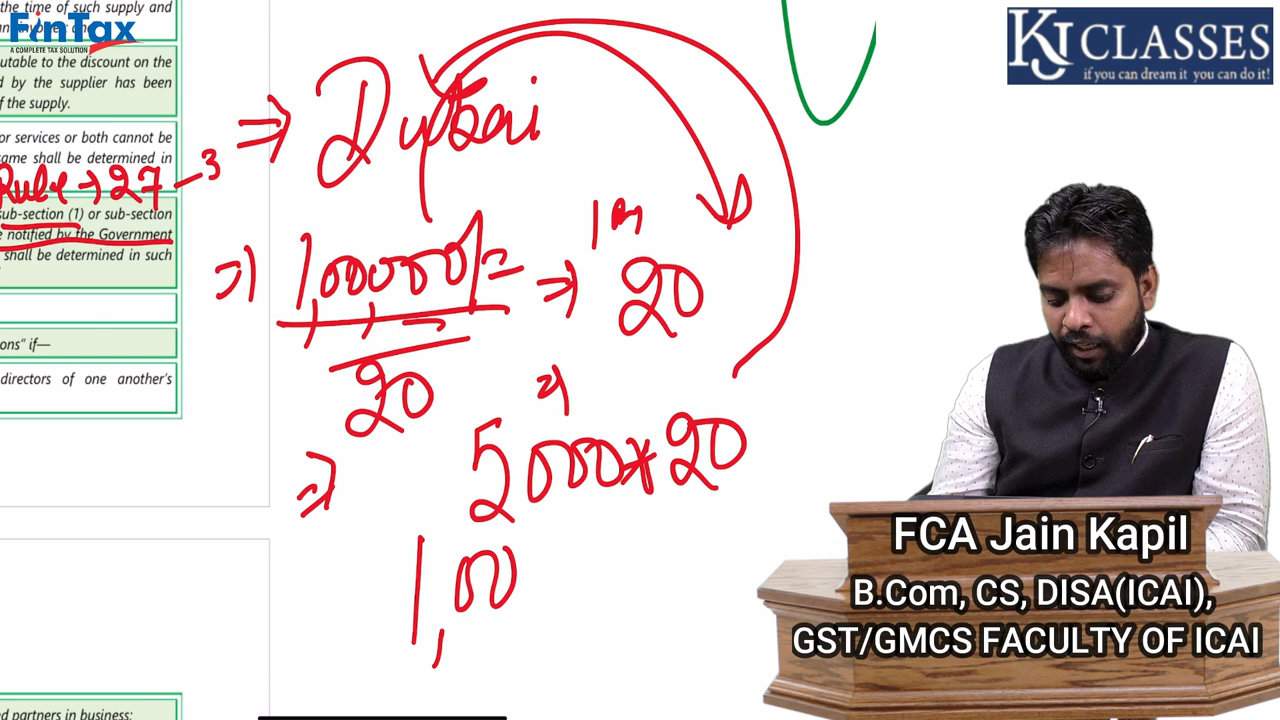 the time of such supply and
FinTax
A COMPLETE TAX SOLUTION
utable to the discount on the
d by the supplier has been
f the supply.
or services or both cannot be
ame shall be determined in
Rule → 27 - 3
sub-section (1) or sub-section
e notified by the Government
shall be determined in such
ons" if—
directors of one another's
d partners in business;
⇒ Dubai
⇒ 1,00,000/= ⇒ 20
20
⇒ 5000*20
1,00
KJ CLASSES
if you can dream it you can do it!
FCA Jain Kapil
B.Com, CS, DISA(ICAI),
GST/GMCS FACULTY OF ICAI